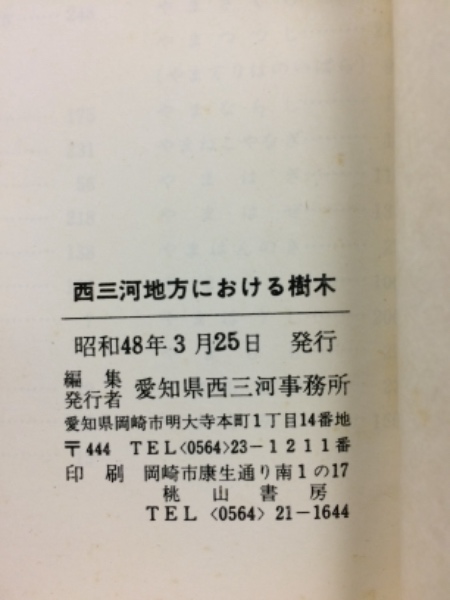 西三河地方における樹木
昭和48年3月25日 発行
編集
発行者 愛知県西三河事務所
愛知県岡崎市明大寺本町1丁目14番地
〒444 TEL<0564>23-1211番
印刷 岡崎市康生通り南1の17
桃山書房
TEL <0564> 21-1644